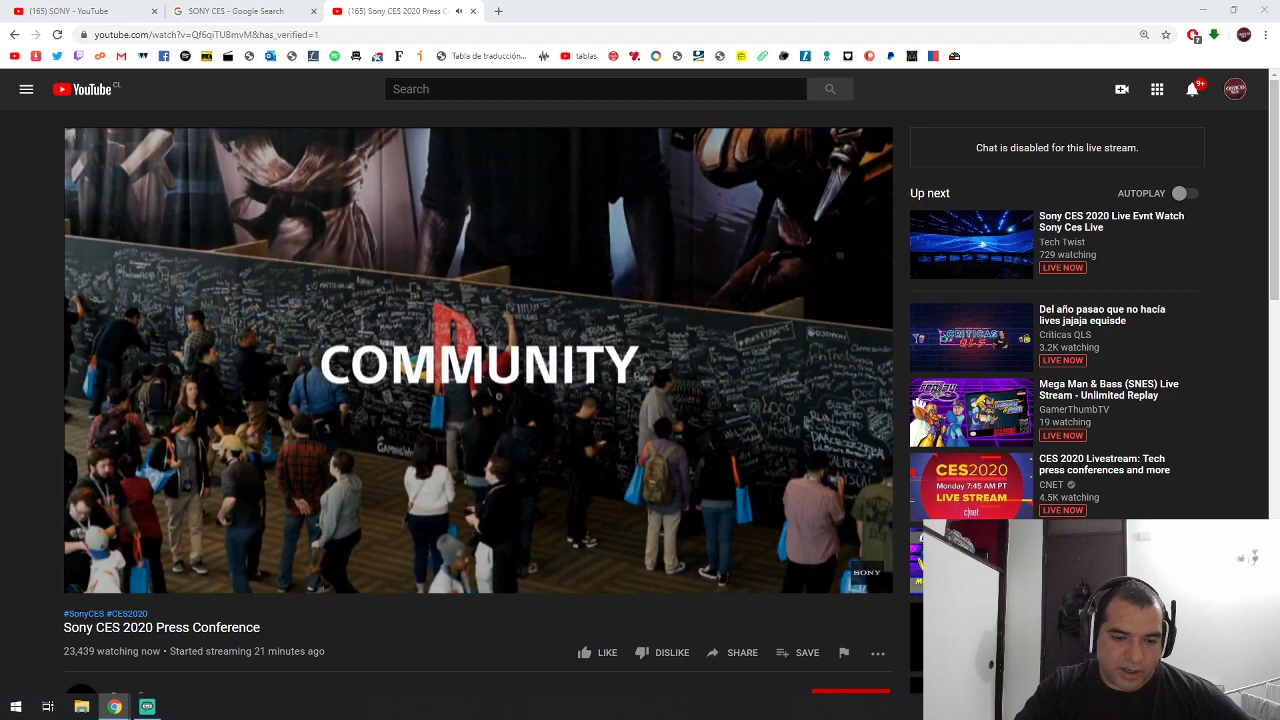 (165) SONY - YouTube
SONY CES - Google Search
(165) Sony CES 2020 Press C
youtube.com/watch?v=Qf6qiTUBmvM&has_verified=1
Tabla de traducción...
tablas
YouTube CL
Search
9+
Chat is disabled for this live stream.
Up next
AUTOPLAY
Sony CES 2020 Live Evnt Watch
Sony Ces Live
Tech Twist
729 watching
LIVE NOW
Del año pasao que no hacía
lives jajaja equisde
Criticas QLS
3.2K watching
LIVE NOW
CRITICAS
Q.L.S
Mega Man & Bass (SNES) Live
Stream - Unlimited Replay
GamerThumbTV
19 watching
LIVE NOW
CES 2020 Livestream: Tech
press conferences and more
CNET
4.5K watching
LIVE NOW
CES2020
Monday 7:45 AM PT
LIVE STREAM
c|net
COMMUNITY
SONY
#SonyCES #CES2020
Sony CES 2020 Press Conference
23,439 watching now • Started streaming 21 minutes ago
LIKE
DISLIKE
SHARE
SAVE